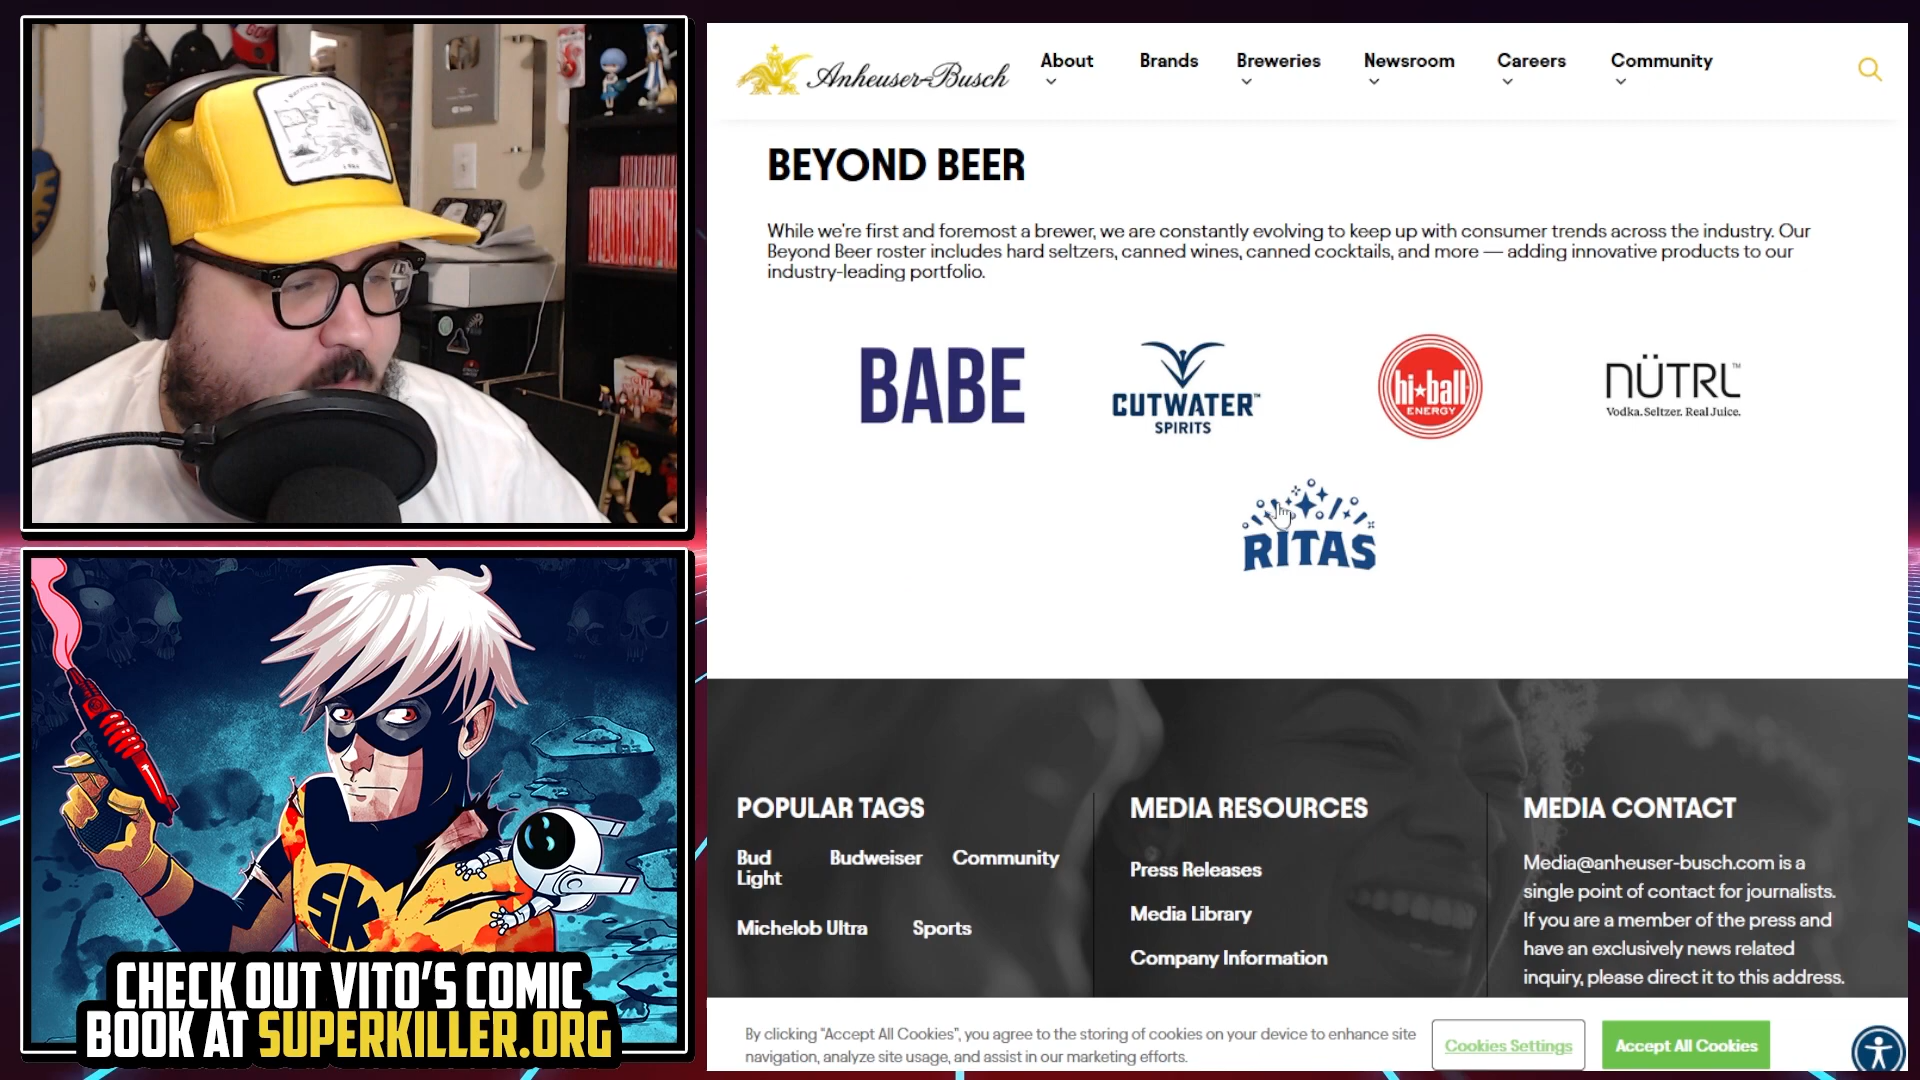 Anheuser-Busch
About
Brands
Breweries
Newsroom
Careers
Community
BEYOND BEER
While we're first and foremost a brewer, we are constantly evolving to keep up with consumer trends across the industry. Our
Beyond Beer roster includes hard seltzers, canned wines, canned cocktails, and more — adding innovative products to our
industry-leading portfolio.
BABE
CUTWATER™
SPIRITS
hi★ball
ENERGY
NÜTRL™
Vodka. Seltzer. Real Juice.
RITAS
POPULAR TAGS
Bud
Light
Budweiser
Community
Michelob Ultra
Sports
MEDIA RESOURCES
Press Releases
Media Library
Company Information
MEDIA CONTACT
Media@anheuser-busch.com is a
single point of contact for journalists.
If you are a member of the press and
have an exclusively news related
inquiry, please direct it to this address.
By clicking "Accept All Cookies", you agree to the storing of cookies on your device to enhance site
navigation, analyze site usage, and assist in our marketing efforts.
Cookies Settings
Accept All Cookies
SK
CHECK OUT VITO'S COMIC
BOOK AT SUPERKILLER.ORG